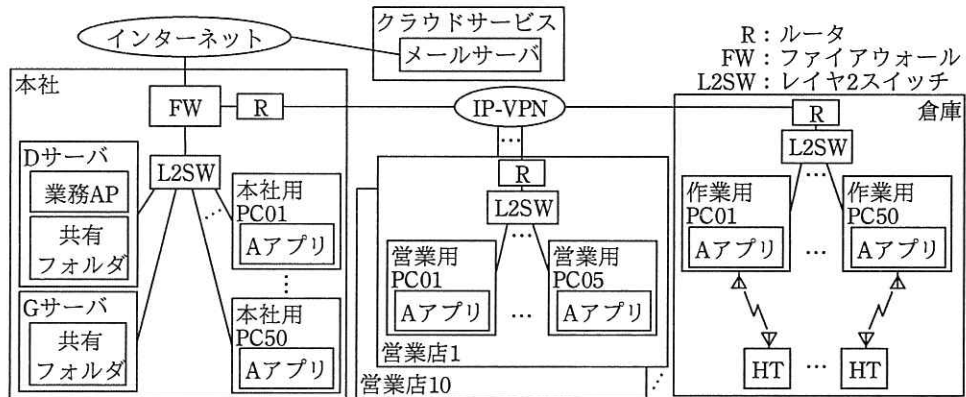 クラウドサービス
メールサーバ
インターネット
R：ルータ
FW：ファイアウォール
L2SW：レイヤ2スイッチ
本社
FW
R
IP-VPN
R
倉庫
Dサーバ
業務AP
共有
フォルダ
L2SW
本社用
PC01
Aアプリ
⋯
⋮
Gサーバ
共有
フォルダ
本社用
PC50
Aアプリ
…
R
L2SW
…
営業用
PC01
Aアプリ
…
営業用
PC05
Aアプリ
営業店1
営業店10
⋰
L2SW
…
作業用
PC01
Aアプリ
…
作業用
PC50
Aアプリ
HT
…
HT